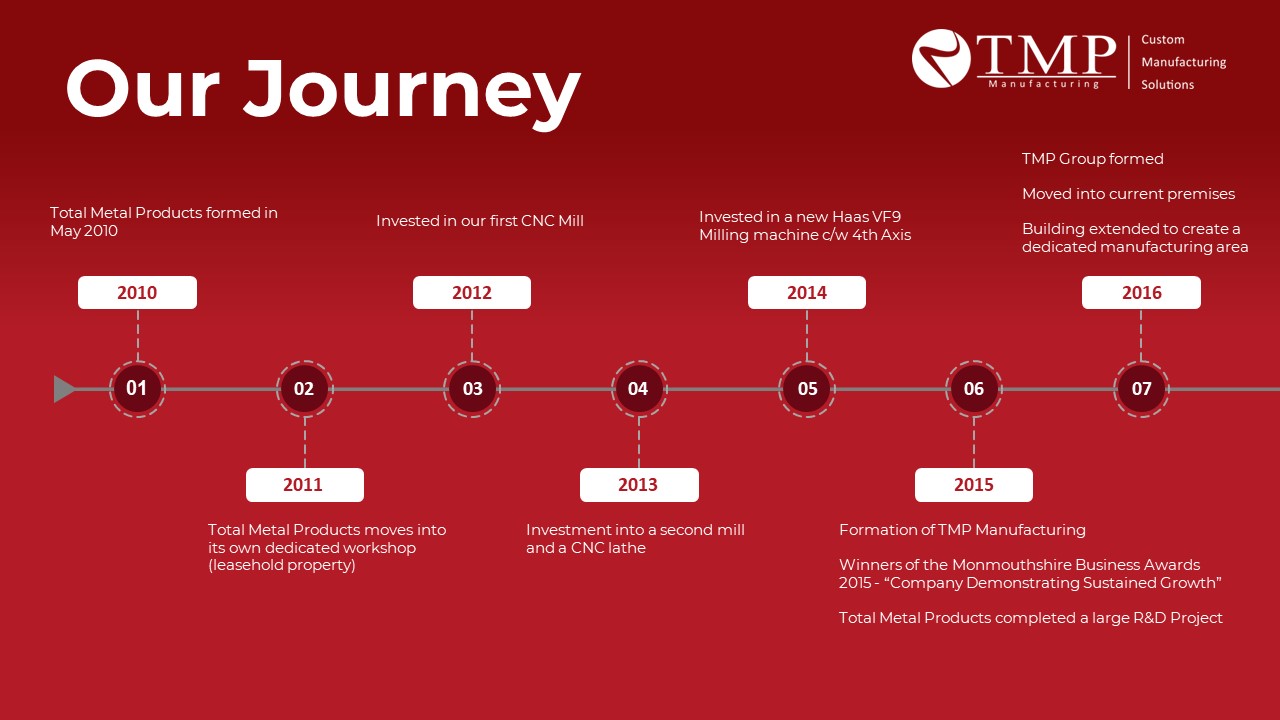 Our Journey
TMP
Manufacturing
Custom
Manufacturing
Solutions
Total Metal Products formed in
May 2010
Invested in our first CNC Mill
Invested in a new Haas VF9
Milling machine c/w 4th Axis
TMP Group formed
Moved into current premises
Building extended to create a
dedicated manufacturing area
2010
2012
2014
2016
01
02
03
04
05
06
07
2011
2013
2015
Total Metal Products moves into
its own dedicated workshop
(leasehold property)
Investment into a second mill
and a CNC lathe
Formation of TMP Manufacturing
Winners of the Monmouthshire Business Awards
2015 - “Company Demonstrating Sustained Growth”
Total Metal Products completed a large R&D Project